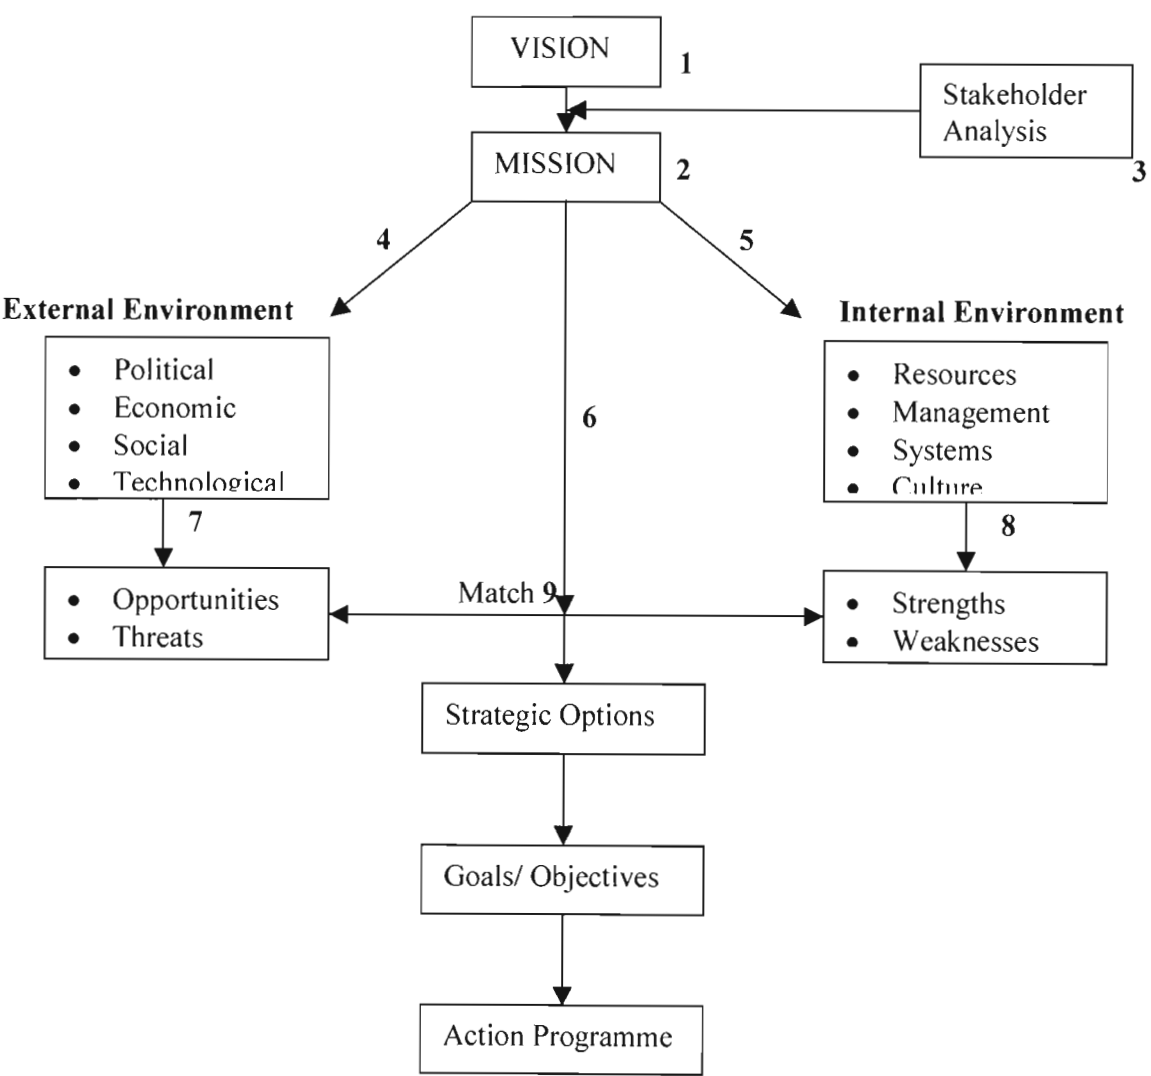 VISION
1
Stakeholder
Analysis
3
MISSION
2
4
5
External Environment
Internal Environment
• Political
• Economic
• Social
• Technological
• Resources
• Management
• Systems
• Culture
6
7
8
• Opportunities
• Threats
Match 9
• Strengths
• Weaknesses
Strategic Options
Goals/ Objectives
Action Programme